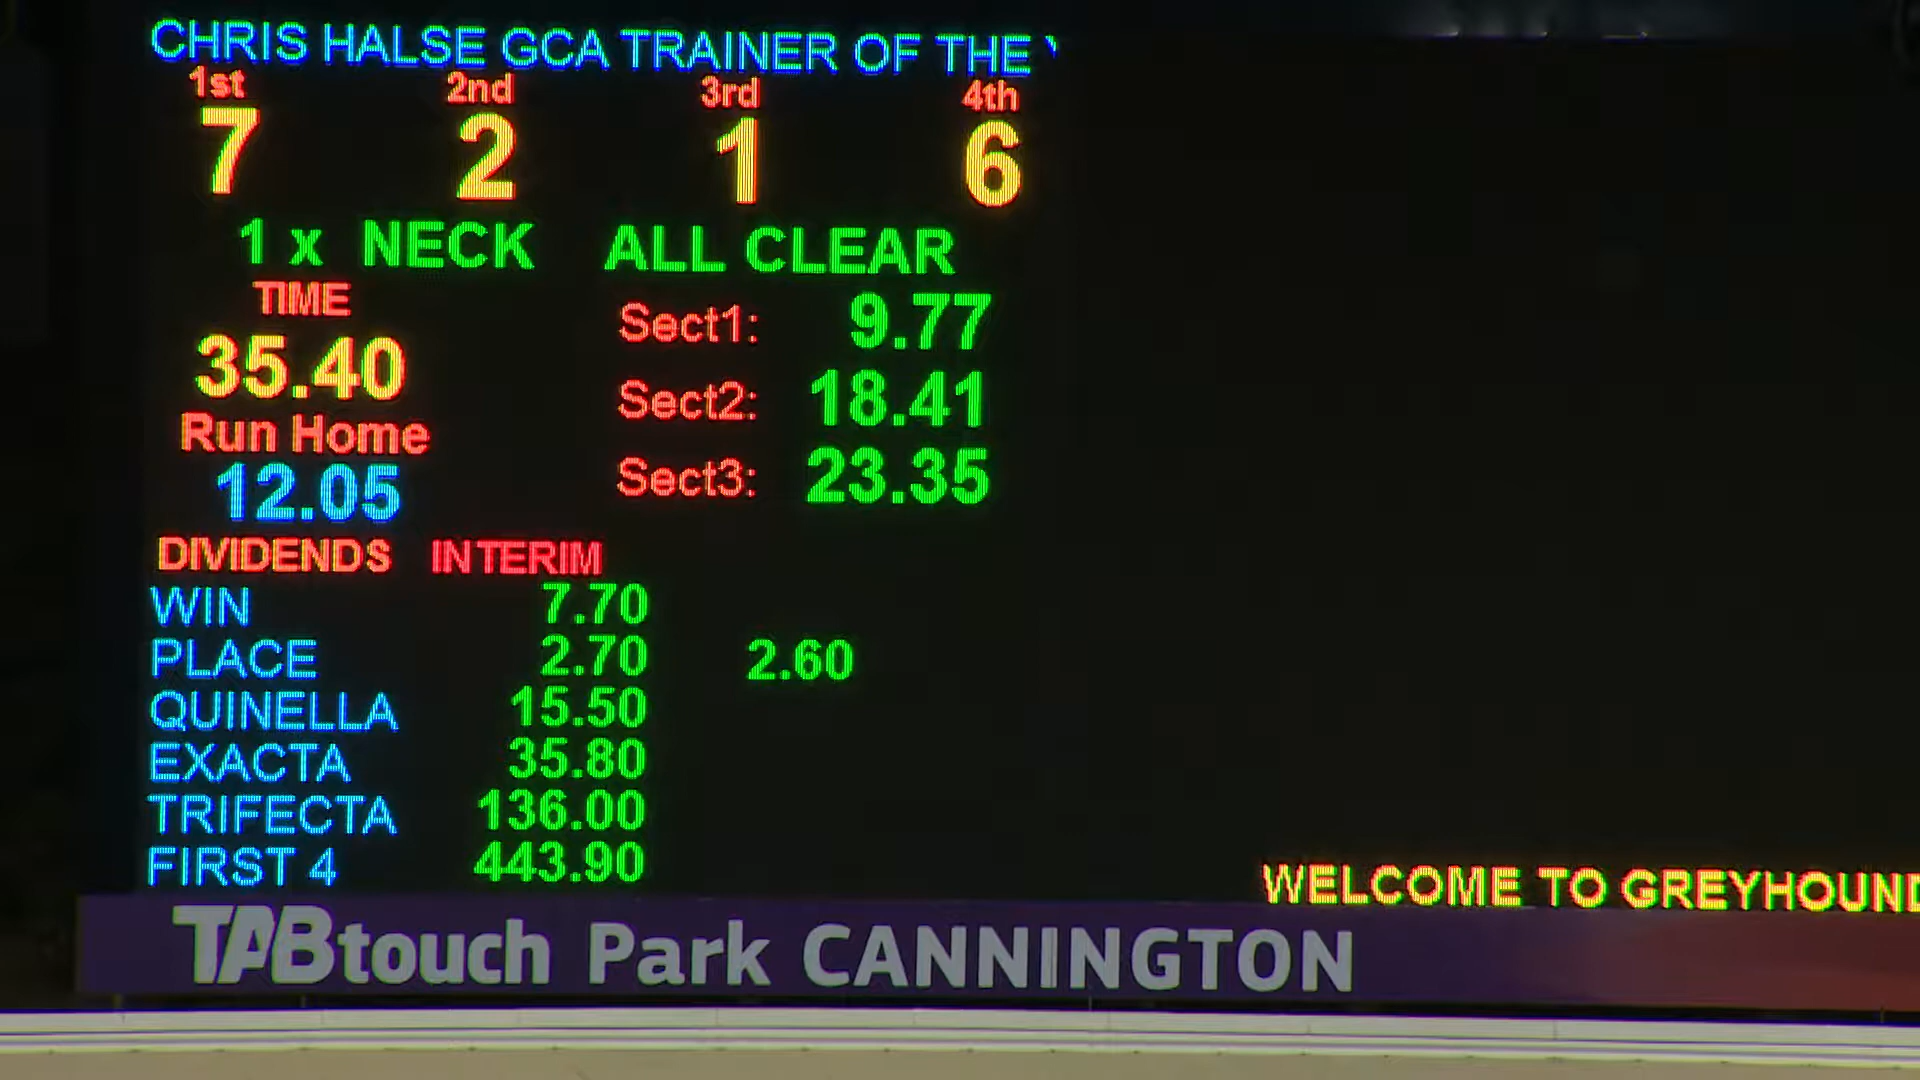 CHRIS HALSE GCA TRAINER OF THE
1st 2nd 3rd 4th
7 2 1 6
1 x NECK ALL CLEAR
TIME
35.40
Run Home
12.05
Sect1: 9.77
Sect2: 18.41
Sect3: 23.35
DIVIDENDS INTERIM
WIN 7.70
PLACE 2.70 2.60
QUINELLA 15.50
EXACTA 35.80
TRIFECTA 136.00
FIRST 4 443.90
WELCOME TO GREYHOUND
TABtouch Park CANNINGTON